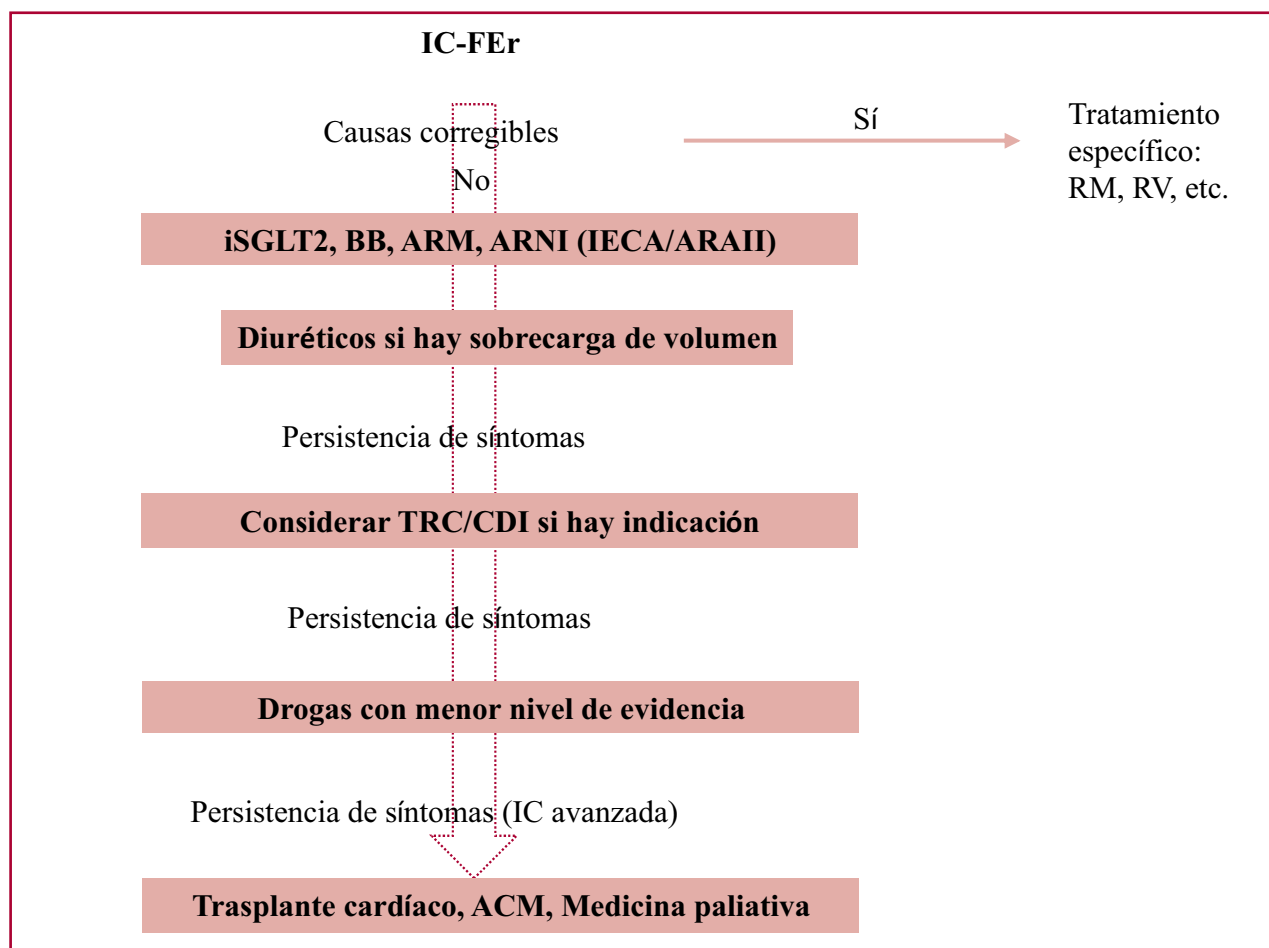 IC-FEr
Causas corregibles
Sí
Tratamiento
específico:
RM, RV, etc.
No
iSGLT2, BB, ARM, ARNI (IECA/ARAII)
Diuréticos si hay sobrecarga de volumen
Persistencia de síntomas
Considerar TRC/CDI si hay indicación
Persistencia de síntomas
Drogas con menor nivel de evidencia
Persistencia de síntomas (IC avanzada)
Trasplante cardíaco, ACM, Medicina paliativa